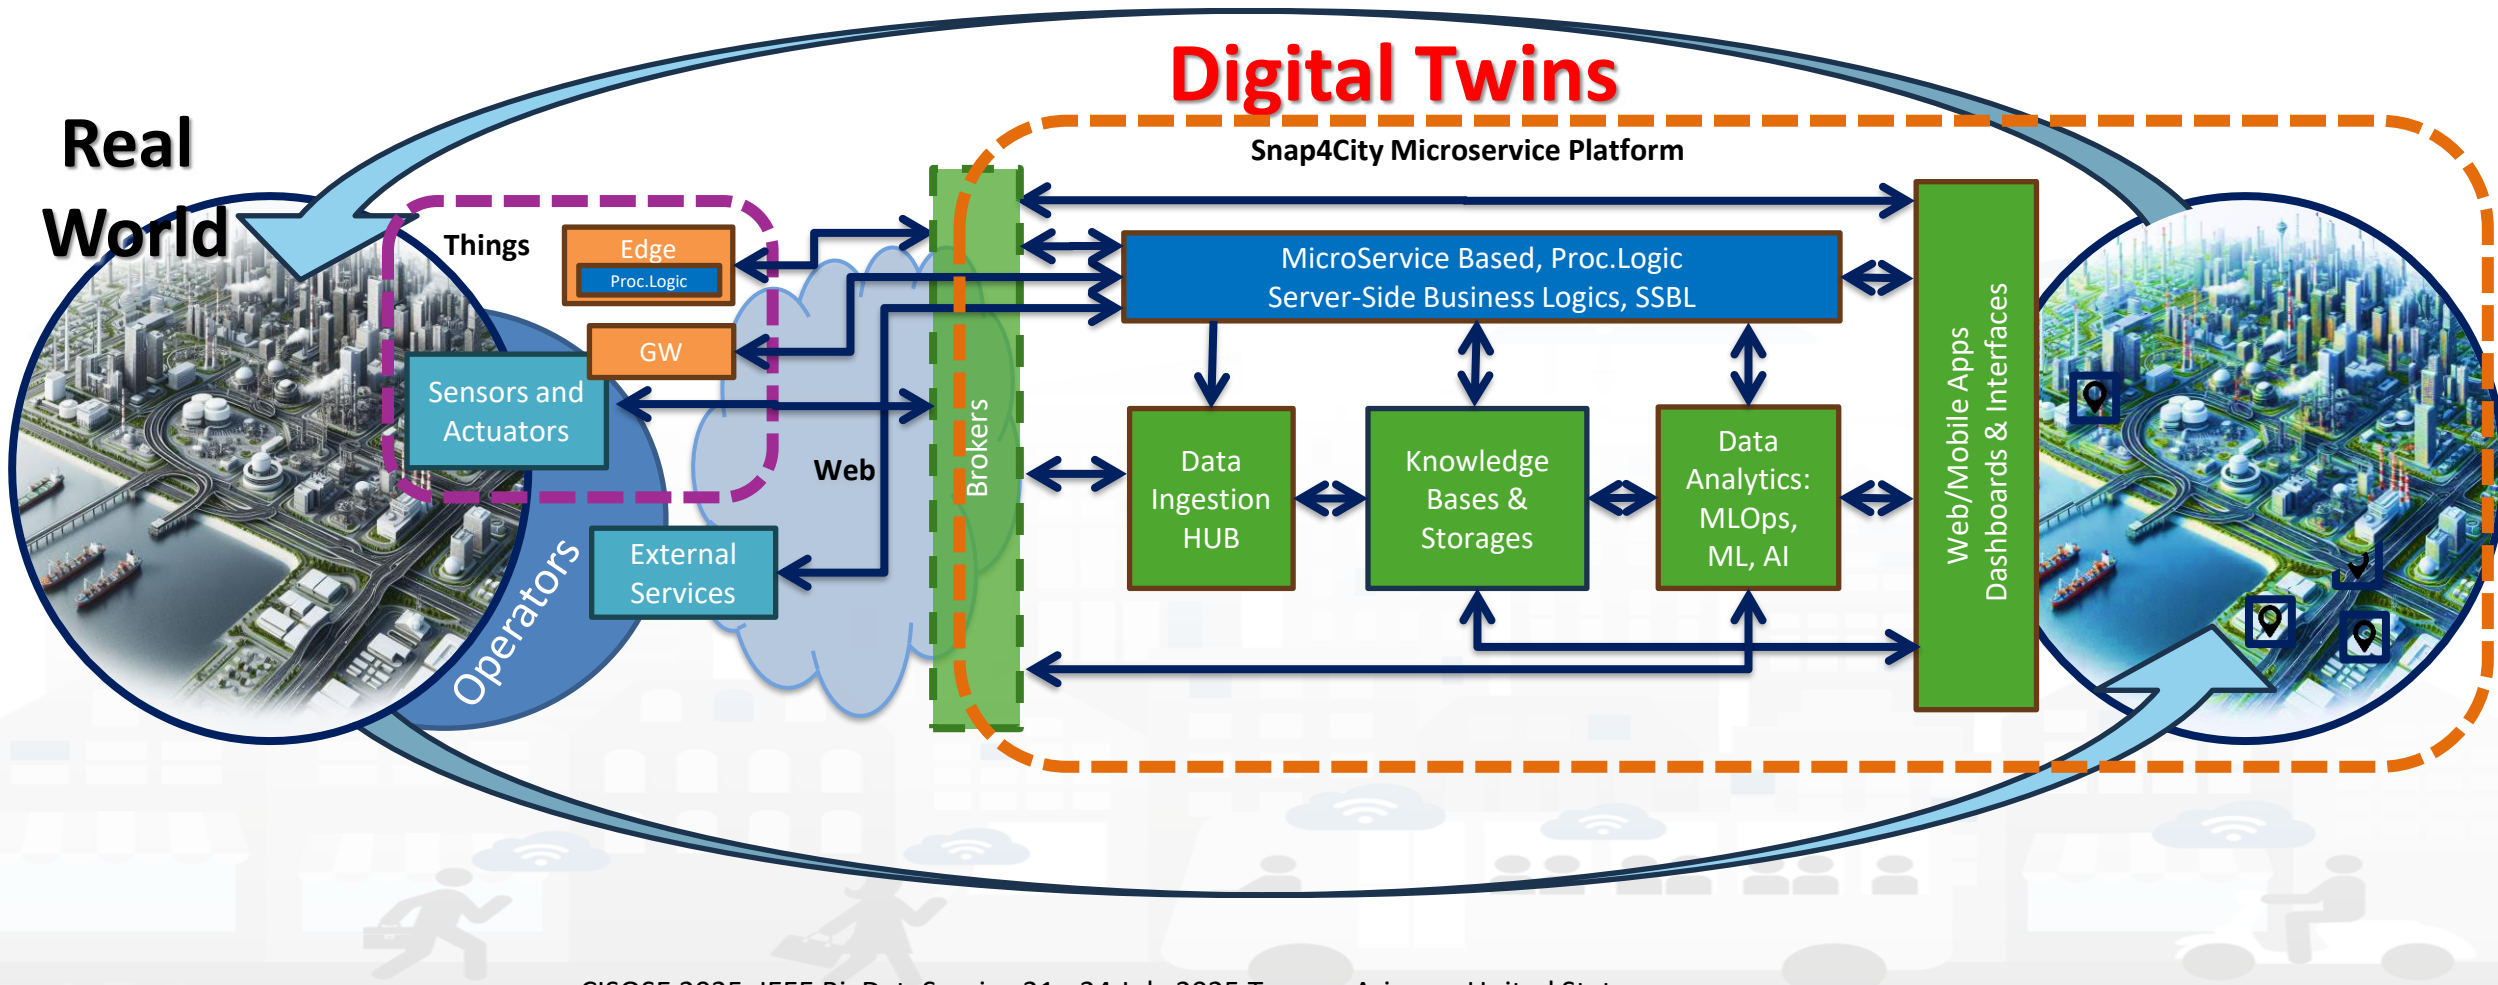 Digital Twins
Real
World
Snap4City Microservice Platform
Things
Edge
Proc.Logic
GW
Sensors and
Actuators
Operators
External
Services
Web
Brokers
MicroService Based, Proc.Logic
Server-Side Business Logics, SSBL
Data
Ingestion
HUB
Knowledge
Bases &
Storages
Data
Analytics:
MLOps,
ML, AI
Web/Mobile Apps
Dashboards & Interfaces